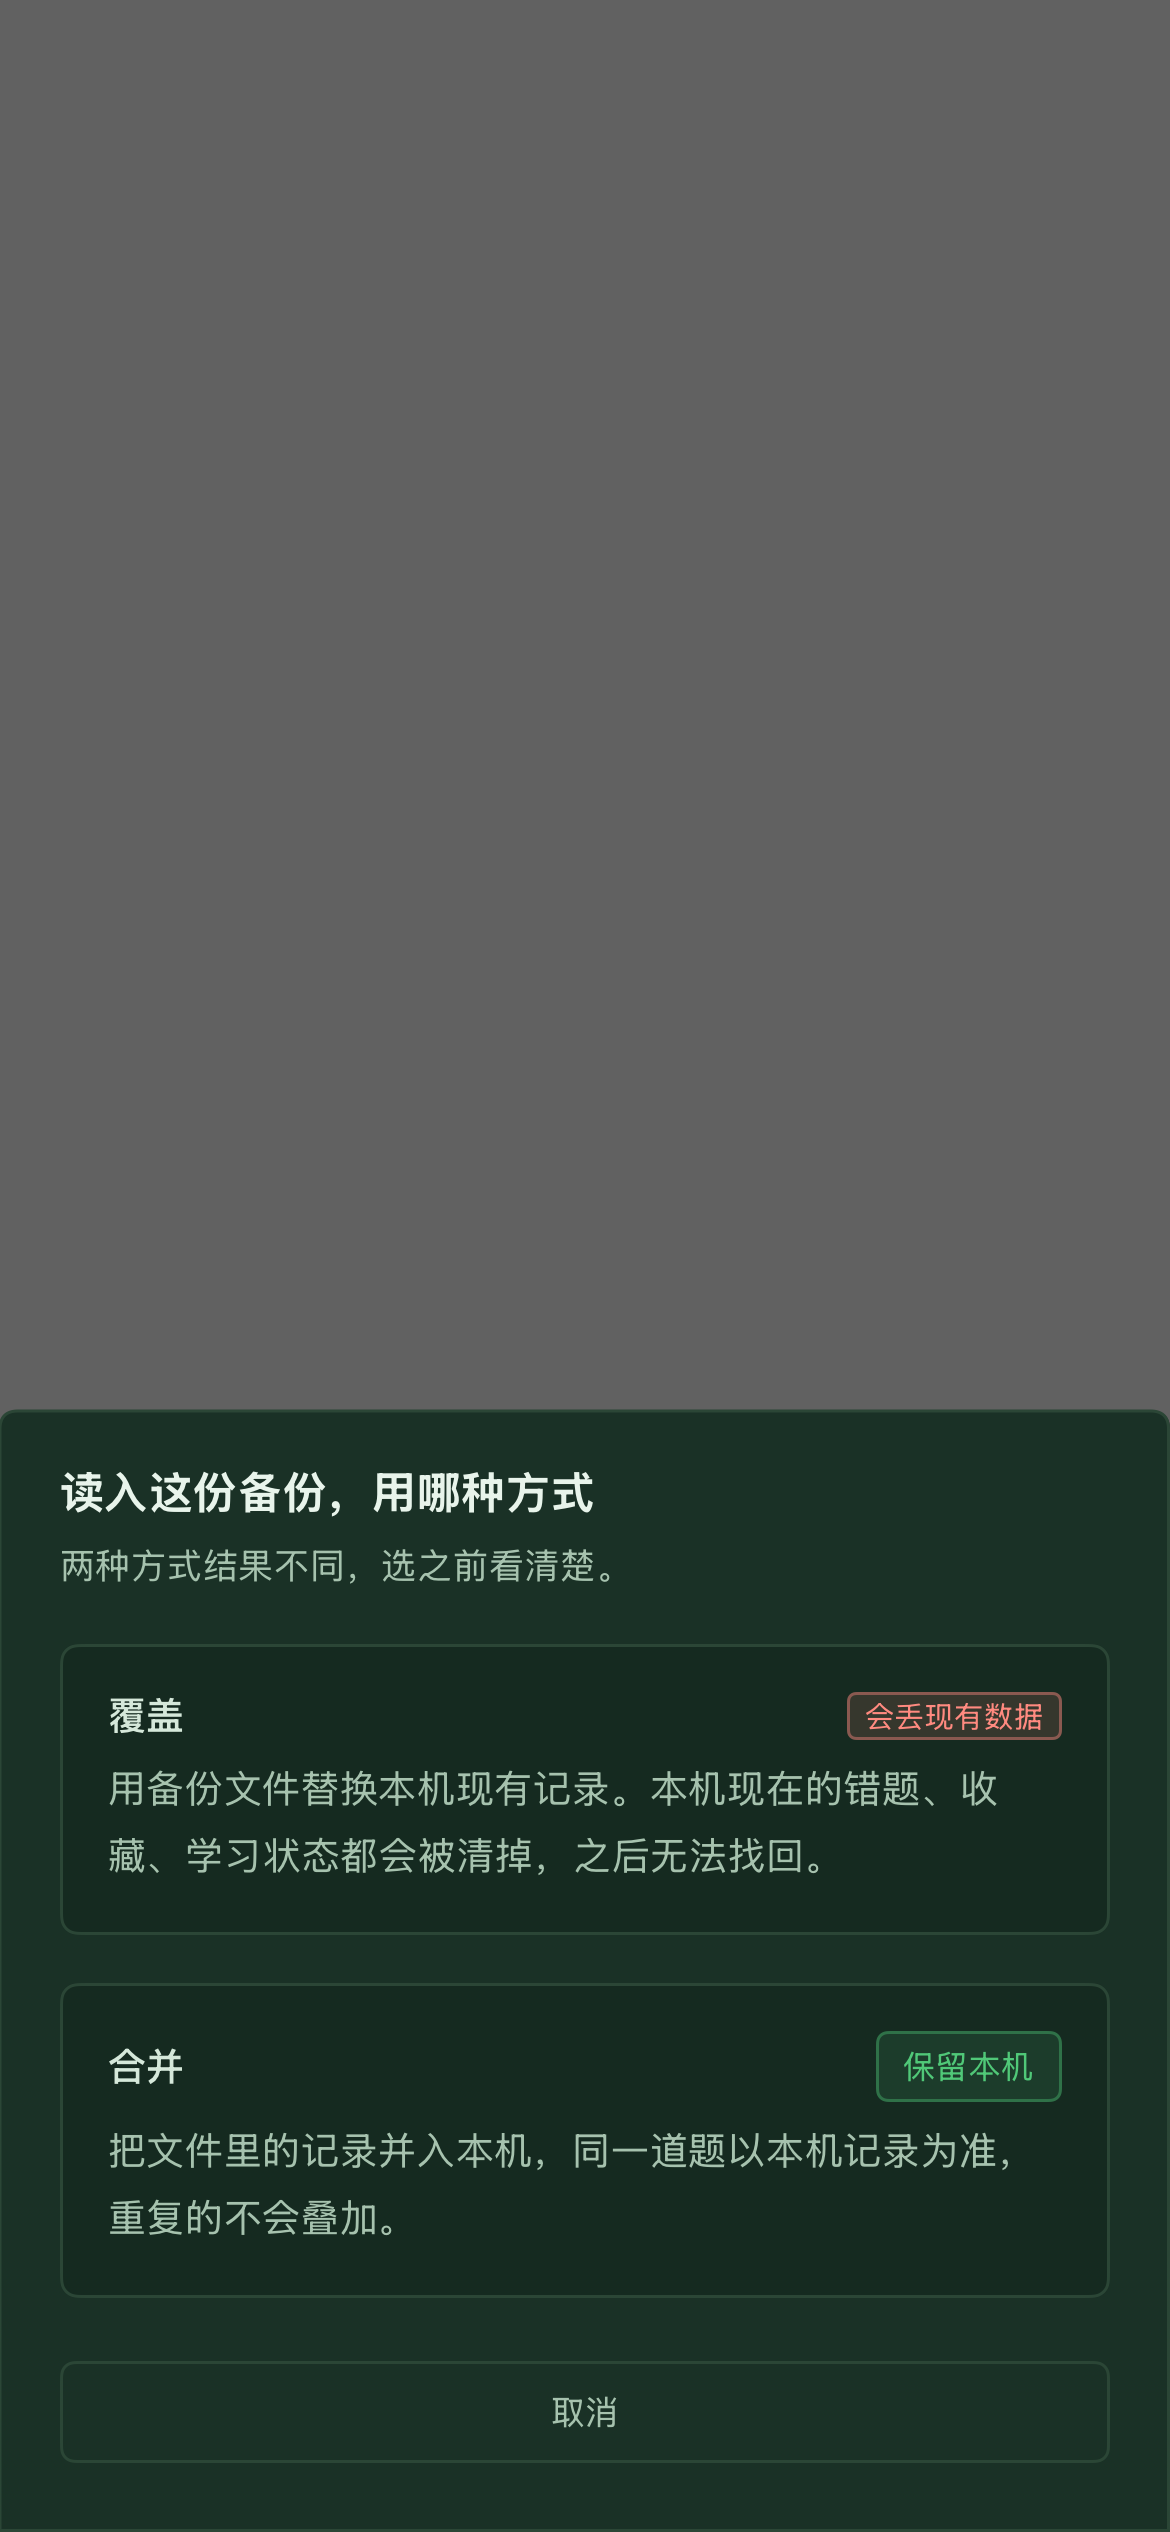 读入这份备份，用哪种方式
两种方式结果不同，选之前看清楚。
覆盖
会丢现有数据
用备份文件替换本机现有记录。本机现在的错题、收
藏、学习状态都会被清掉，之后无法找回。
合并
保留本机
把文件里的记录并入本机，同一道题以本机记录为准，
重复的不会叠加。
取消